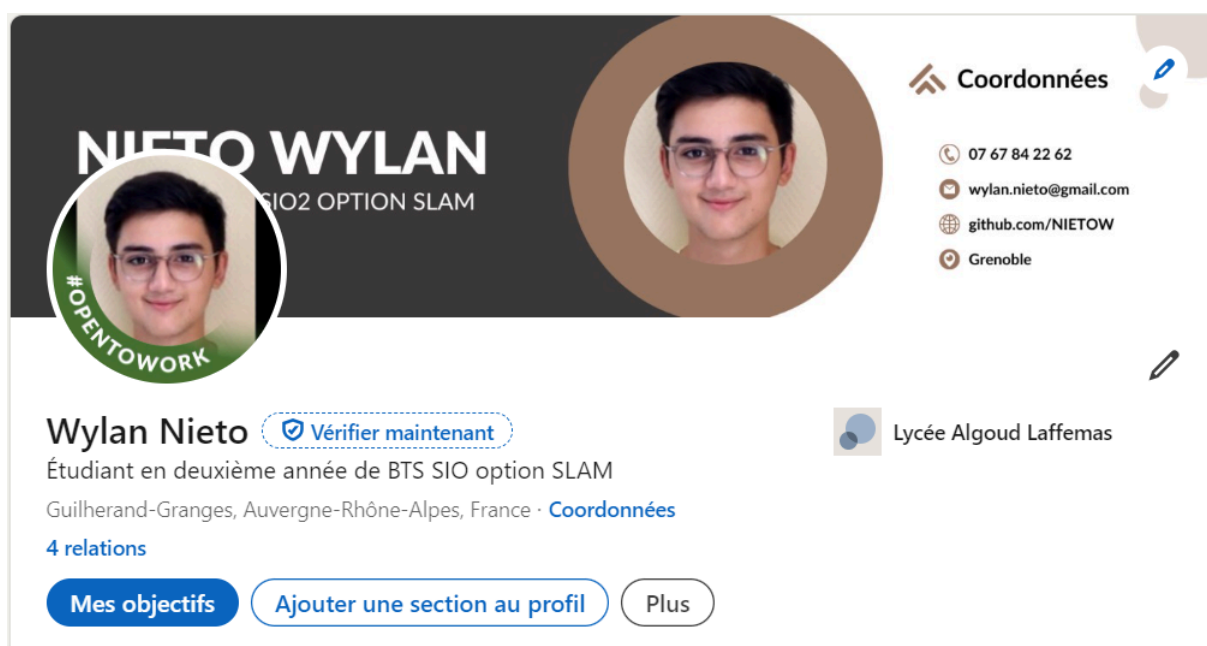 NIETO WYLAN
SIO2 OPTION SLAM
Coordonnées
07 67 84 22 62
wylan.nieto@gmail.com
github.com/NIETOW
Grenoble
#OPENTOWORK
Wylan Nieto
Vérifier maintenant
Lycée Algoud Laffemas
Étudiant en deuxième année de BTS SIO option SLAM
Guilherand-Granges, Auvergne-Rhône-Alpes, France · Coordonnées
4 relations
Mes objectifs
Ajouter une section au profil
Plus